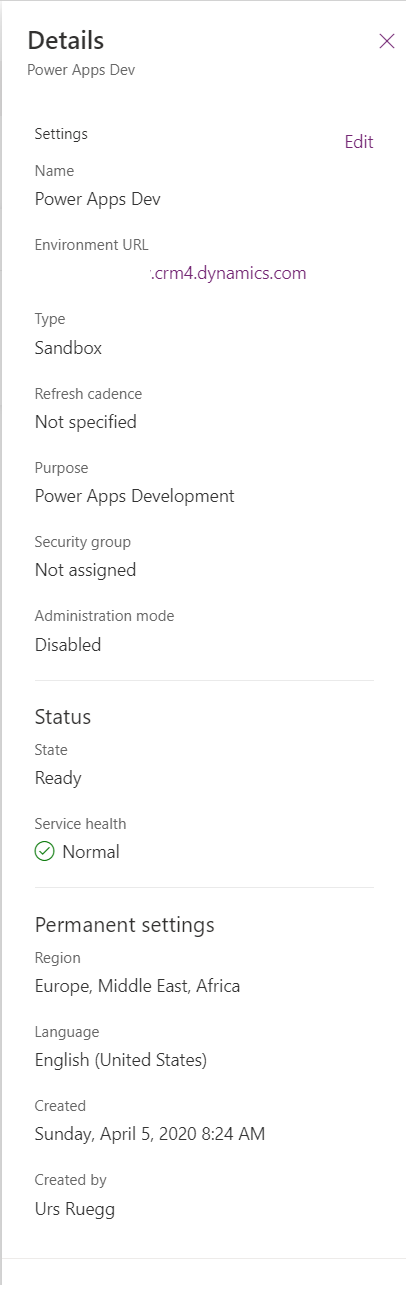 Details
Power Apps Dev
Settings
Edit
Name
Power Apps Dev
Environment URL
.crm4.dynamics.com
Type
Sandbox
Refresh cadence
Not specified
Purpose
Power Apps Development
Security group
Not assigned
Administration mode
Disabled
Status
State
Ready
Service health
Normal
Permanent settings
Region
Europe, Middle East, Africa
Language
English (United States)
Created
Sunday, April 5, 2020 8:24 AM
Created by
Urs Ruegg